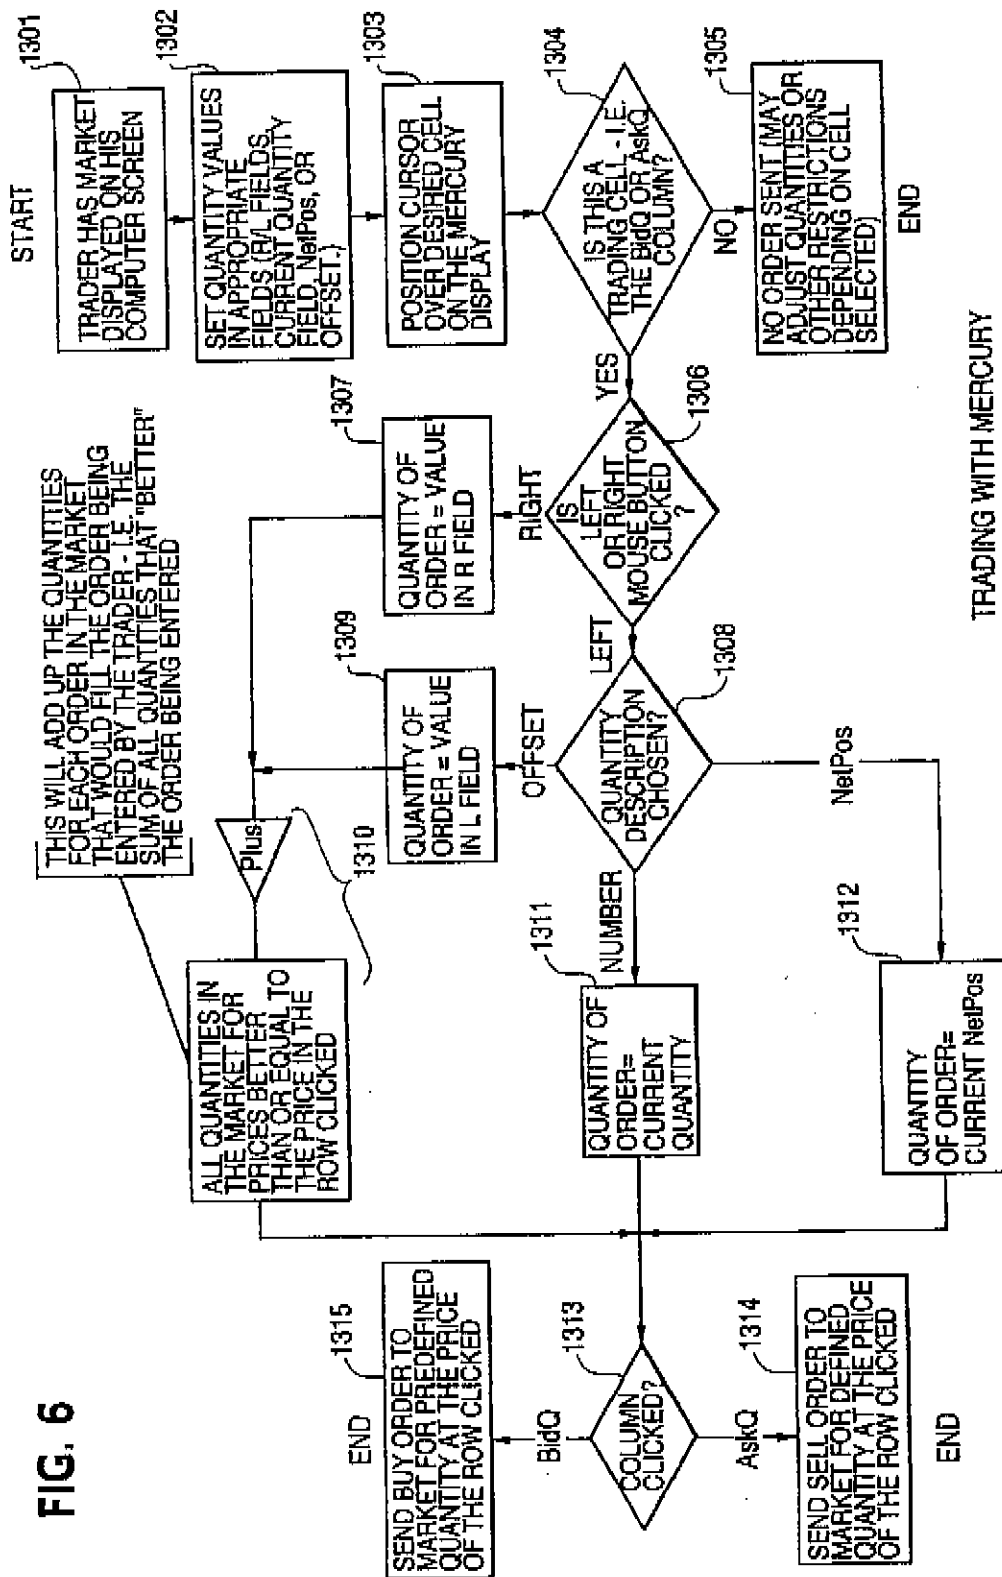 FIG. 6
START
1301
TRADER HAS MARKET
DISPLAYED ON HIS
COMPUTER SCREEN
1302
SET QUANTITY VALUES
IN APPROPRIATE
FIELDS (R/L FIELDS,
CURRENT QUANTITY
FIELD, NetPos, OR
OFFSET.)
1303
POSITION CURSOR
OVER DESIRED CELL
ON THE MERCURY
DISPLAY
1304
IS THIS A
TRADING CELL - I.E.
THE BidQ OR AskQ
COLUMN?
NO
1305
NO ORDER SENT (MAY
ADJUST QUANTITIES OR
OTHER RESTRICTIONS
DEPENDING ON CELL
SELECTED)
END
YES
1306
IS
LEFT
OR RIGHT
MOUSE BUTTON
CLICKED
?
RIGHT
1307
QUANTITY OF
ORDER = VALUE
IN R FIELD
LEFT
1308
QUANTITY
DESCRIPTION
CHOSEN?
OFFSET
1309
QUANTITY OF
ORDER = VALUE
IN L FIELD
Plus
1310
THIS WILL ADD UP THE QUANTITIES
FOR EACH ORDER IN THE MARKET
THAT WOULD FILL THE ORDER BEING
ENTERED BY THE TRADER - I.E. THE
SUM OF ALL QUANTITIES THAT "BETTER"
THE ORDER BEING ENTERED
ALL QUANTITIES IN
THE MARKET FOR
PRICES BETTER
THAN OR EQUAL TO
THE PRICE IN THE
ROW CLICKED
NUMBER
1311
QUANTITY OF
ORDER=
CURRENT
QUANTITY
NetPos
1312
QUANTITY
OF ORDER=
CURRENT NetPos
1313
COLUMN
CLICKED?
BidQ
1315
SEND BUY ORDER TO
MARKET FOR PREDEFINED
QUANTITY AT THE PRICE
OF THE ROW CLICKED
END
AskQ
1314
SEND SELL ORDER TO
MARKET FOR DEFINED
QUANTITY AT THE PRICE
OF THE ROW CLICKED
END
TRADING WITH MERCURY